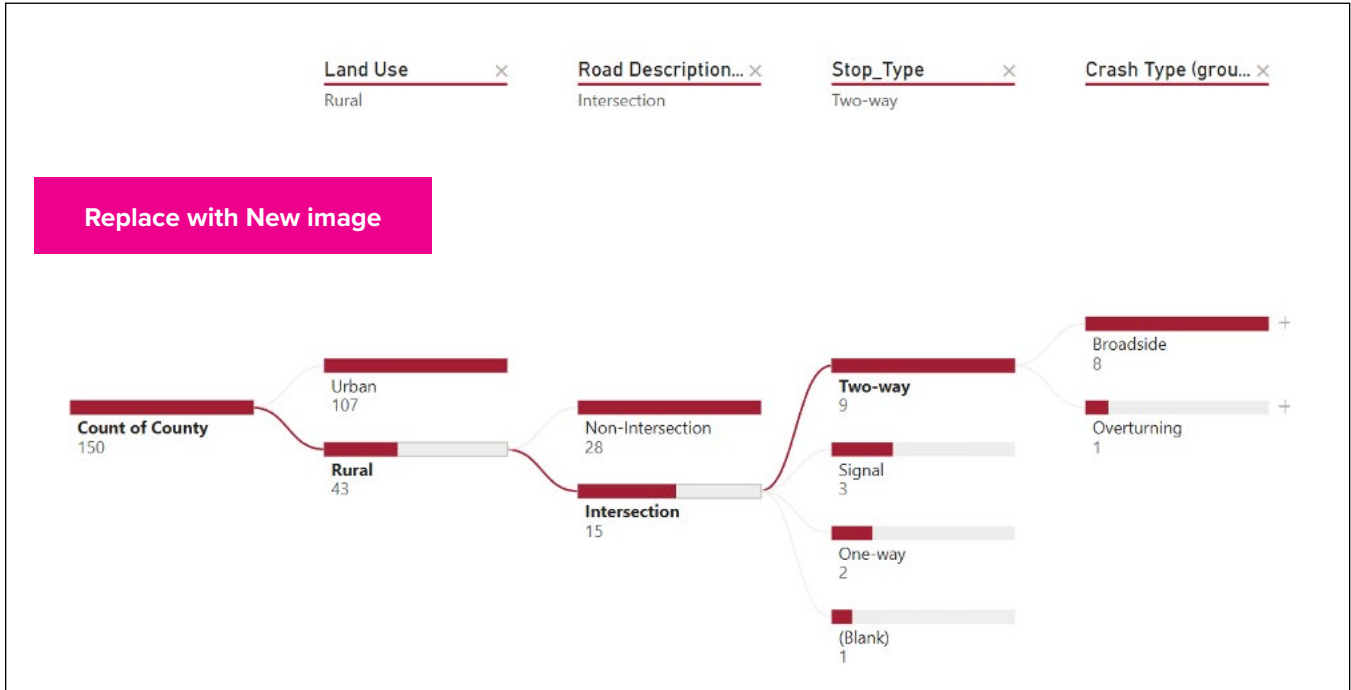 Land Use ×
Rural
Road Description... ×
Intersection
Stop_Type ×
Two-way
Crash Type (grou... ×
Replace with New image
Count of County
150
Urban
107
Rural
43
Non-Intersection
28
Intersection
15
Two-way
9
Signal
3
One-way
2
(Blank)
1
Broadside
8
+
Overturning
1
+